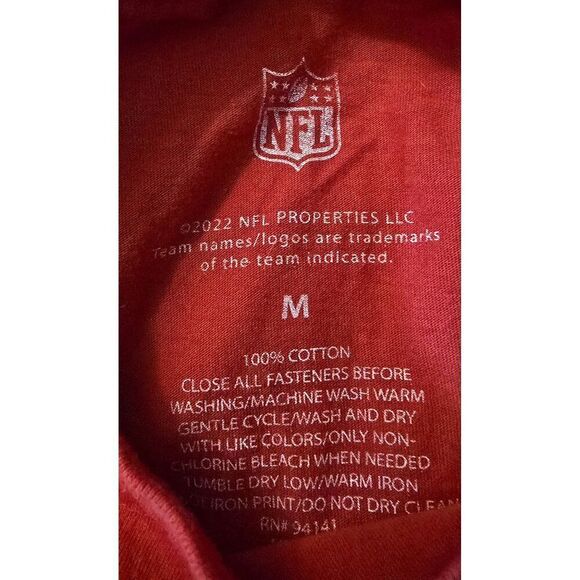 NFL
©2022 NFL PROPERTIES LLC
Team names/logos are trademarks
of the team indicated.
M
100% COTTON
CLOSE ALL FASTENERS BEFORE
WASHING/MACHINE WASH WARM
GENTLE CYCLE/WASH AND DRY
WITH LIKE COLORS/ONLY NON-
CHLORINE BLEACH WHEN NEEDED
TUMBLE DRY LOW/WARM IRON
IRON PRINT/DO NOT DRY CLEAN
RN# 94141